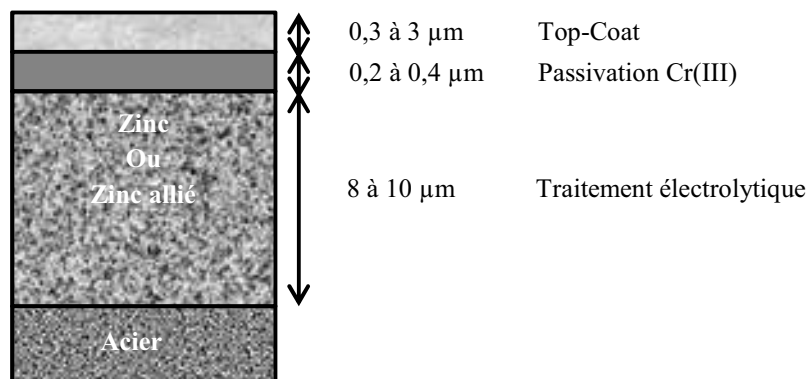 0,3 à 3 µm Top-Coat
0,2 à 0,4 µm Passivation Cr(III)
Zinc
Ou
Zinc allié
8 à 10 µm Traitement électrolytique
Acier